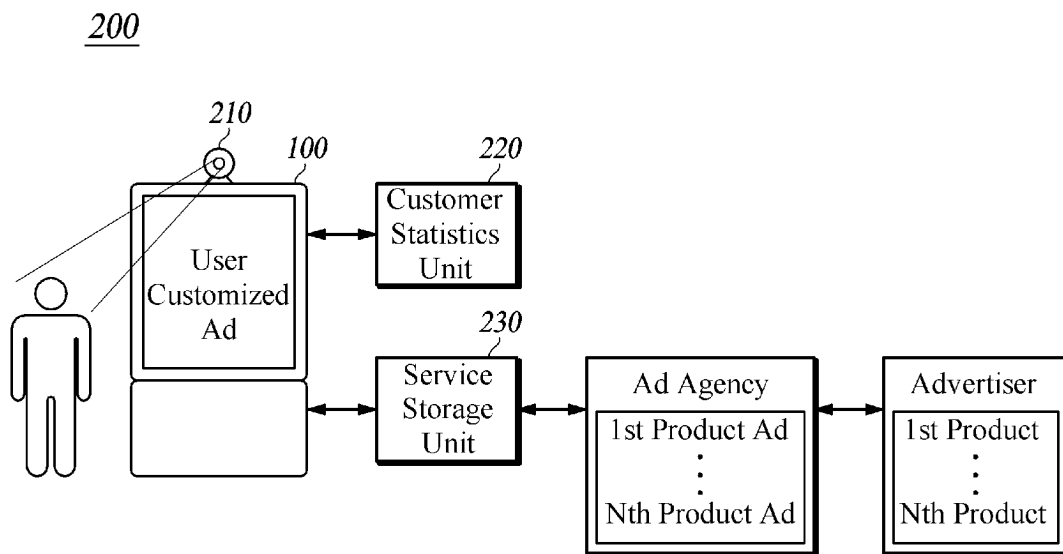 200
210
100
220
Customer
Statistics
Unit
User
Customized
Ad
230
Service
Storage
Unit
Ad Agency
1st Product Ad
Nth Product Ad
Advertiser
1st Product
Nth Product